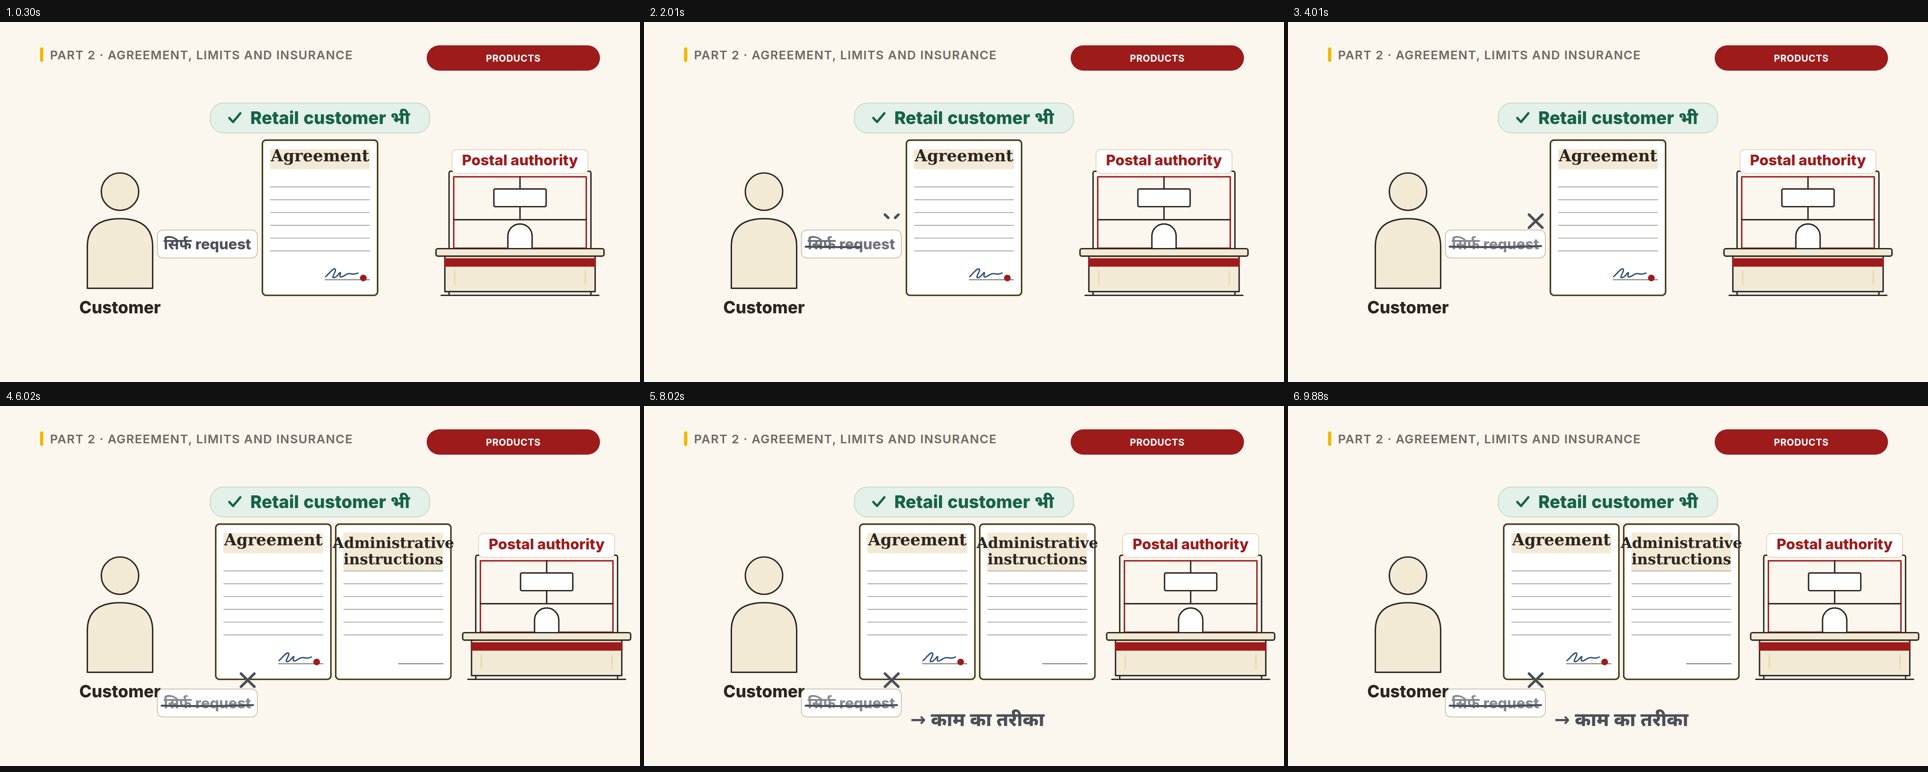 1. 0.30s
PART 2 · AGREEMENT, LIMITS AND INSURANCE
PRODUCTS
Retail customer भी
Agreement
Postal authority
सिर्फ request
Customer
2. 2.01s
PART 2 · AGREEMENT, LIMITS AND INSURANCE
PRODUCTS
Retail customer भी
Agreement
Postal authority
सिर्फ request
Customer
3. 4.01s
PART 2 · AGREEMENT, LIMITS AND INSURANCE
PRODUCTS
Retail customer भी
Agreement
Postal authority
सिर्फ request
Customer
4. 6.02s
PART 2 · AGREEMENT, LIMITS AND INSURANCE
PRODUCTS
Retail customer भी
Agreement
Administrative
instructions
Postal authority
Customer
सिर्फ request
5. 8.02s
PART 2 · AGREEMENT, LIMITS AND INSURANCE
PRODUCTS
Retail customer भी
Agreement
Administrative
instructions
Postal authority
Customer
सिर्फ request
→ काम का तरीका
6. 9.88s
PART 2 · AGREEMENT, LIMITS AND INSURANCE
PRODUCTS
Retail customer भी
Agreement
Administrative
instructions
Postal authority
Customer
सिर्फ request
→ काम का तरीका